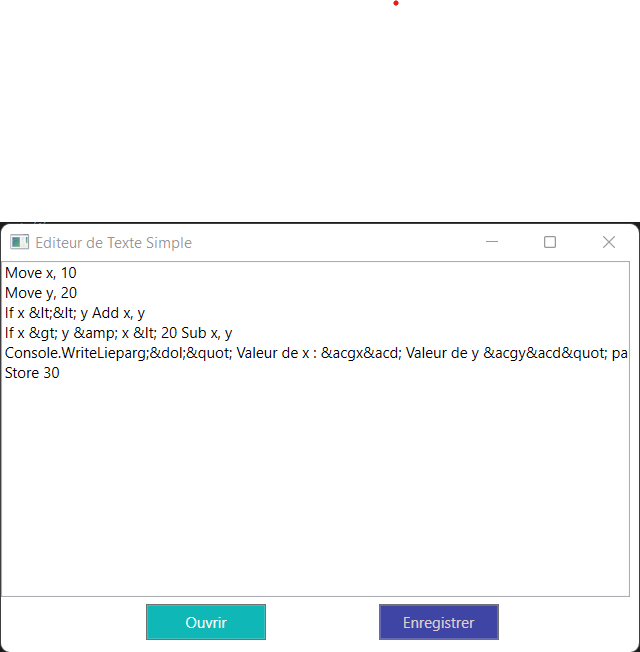 Editeur de Texte Simple
Move x, 10
Move y, 20
If x &lt;&lt; y Add x, y
If x &gt; y &amp; x &lt; 20 Sub x, y
Console.WriteLieparg;&dol;&quot; Valeur de x : &acgx&acd; Valeur de y &acgy&acd&quot; pa
Store 30
Ouvrir
Enregistrer